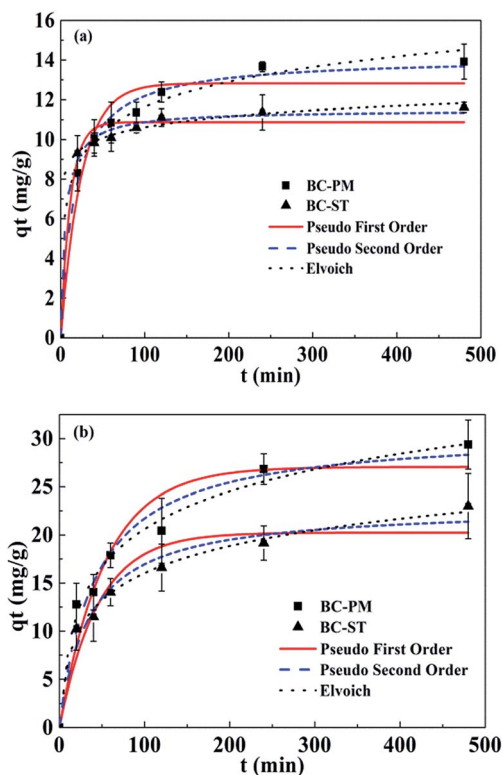 (a)
qt (mg/g)
16
14
12
10
8
6
4
2
0
BC-PM
BC-ST
Pseudo First Order
Pseudo Second Order
Elvoich
0 100 200 300 400 500
t (min)
(b)
qt (mg/g)
30
25
20
15
10
5
0
BC-PM
BC-ST
Pseudo First Order
Pseudo Second Order
Elvoich
0 100 200 300 400 500
t (min)